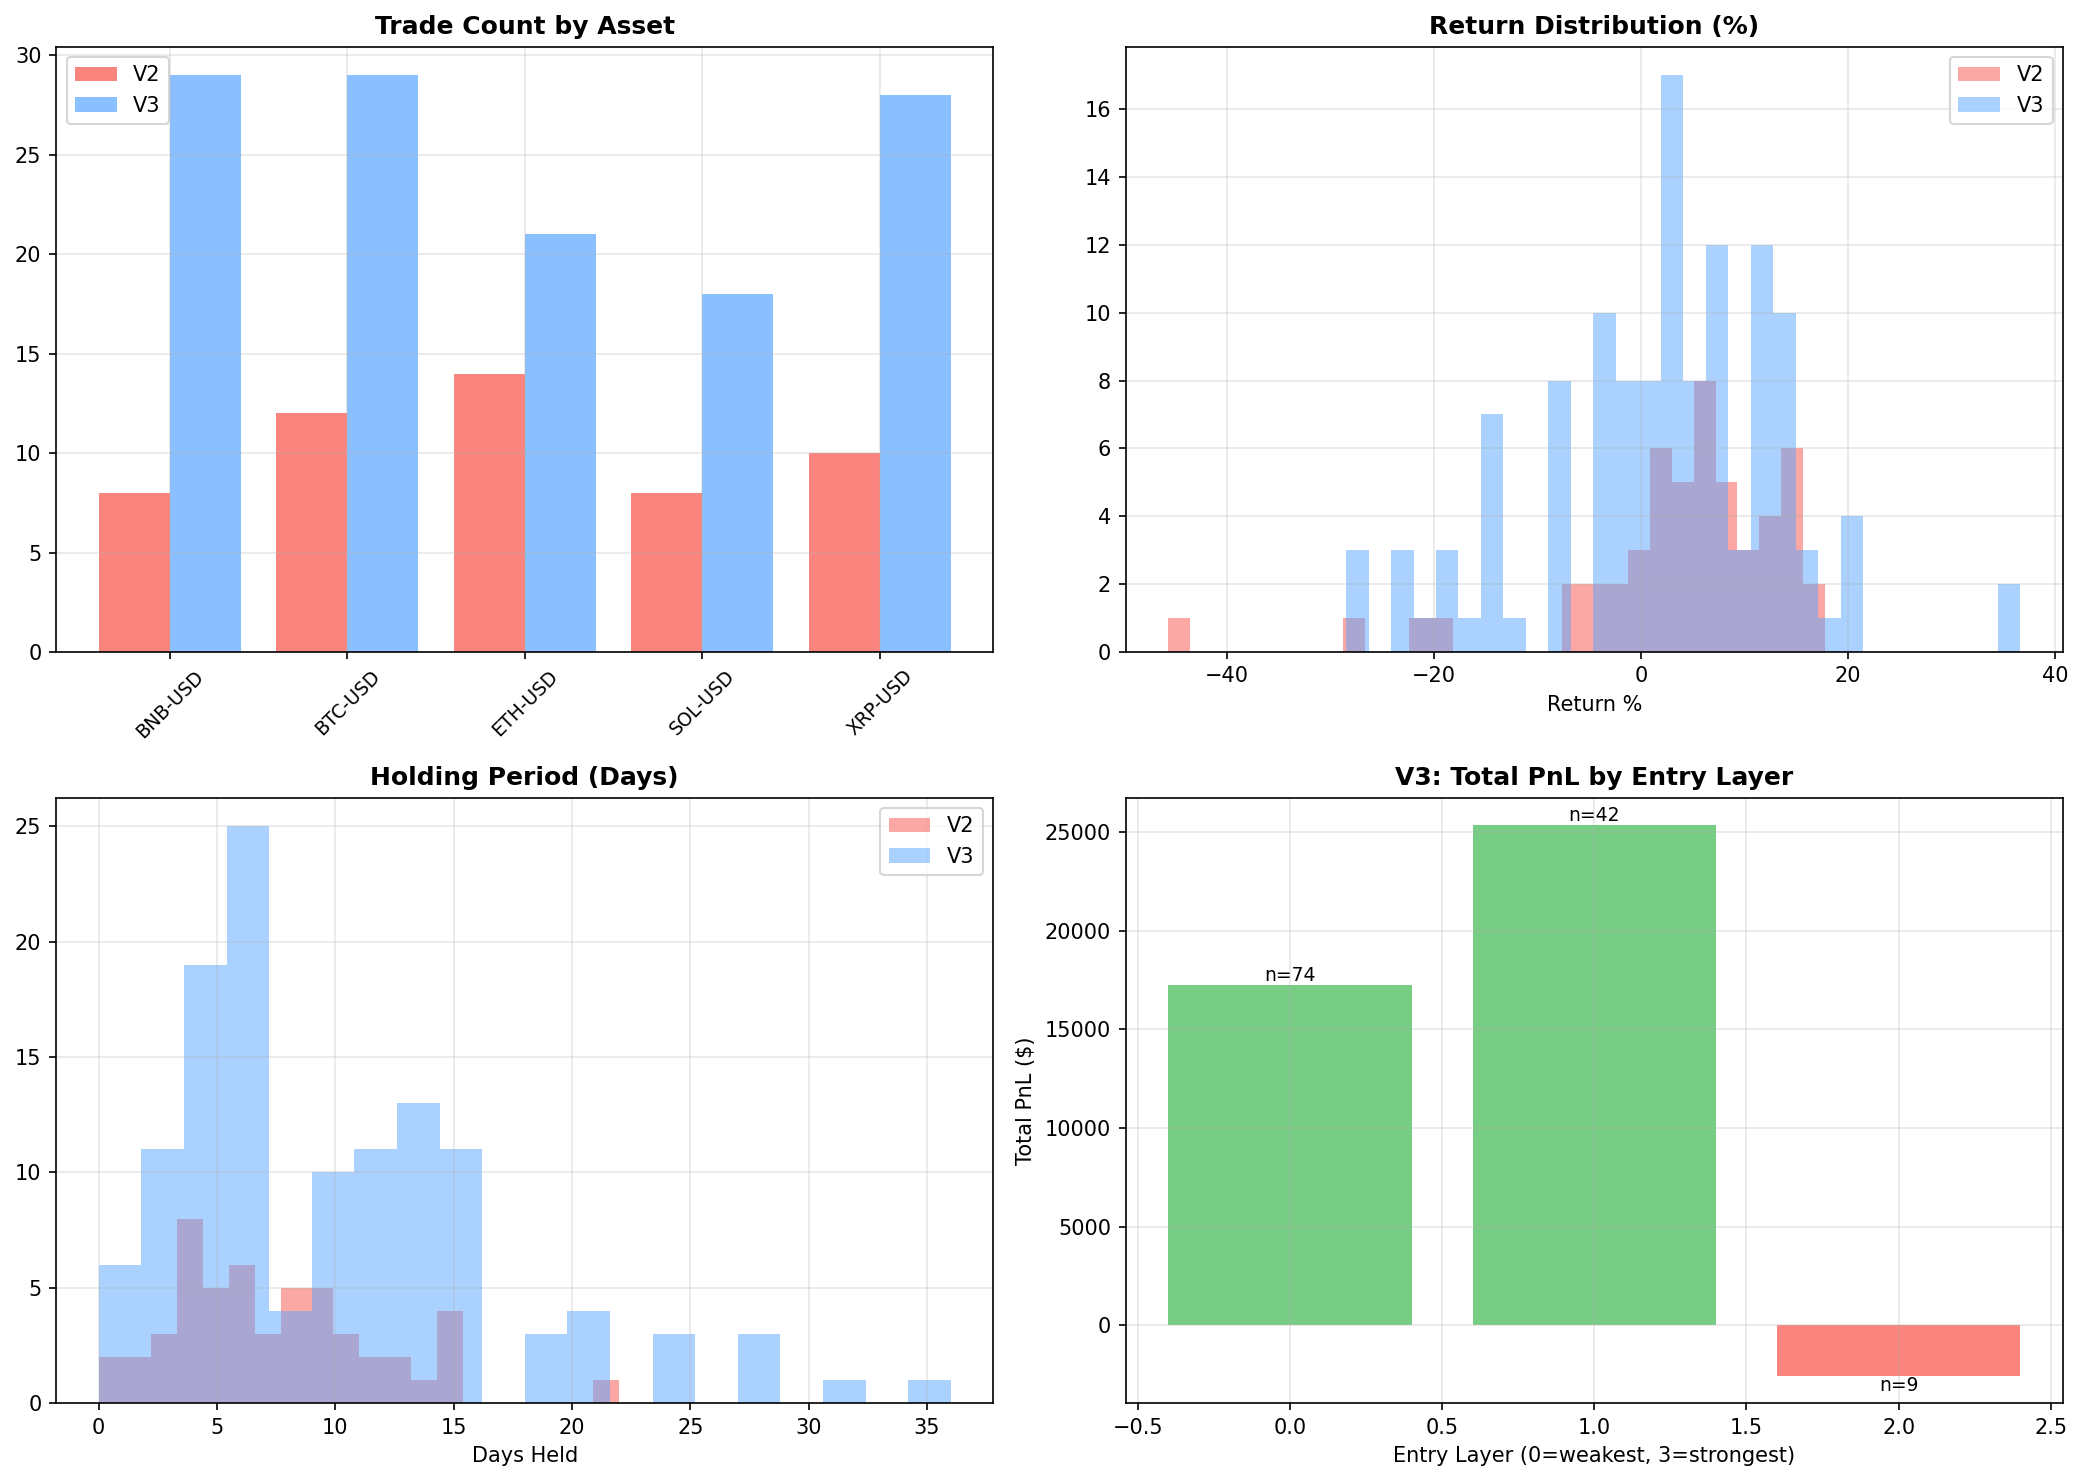 Trade Count by Asset
30
25
20
15
10
5
0
V2
V3
BNB-USD
BTC-USD
ETH-USD
SOL-USD
XRP-USD
Return Distribution (%)
16
14
12
10
8
6
4
2
0
V2
V3
−40
−20
0
20
40
Return %
Holding Period (Days)
25
20
15
10
5
0
V2
V3
0
5
10
15
20
25
30
35
Days Held
V3: Total PnL by Entry Layer
Total PnL ($)
25000
20000
15000
10000
5000
0
n=74
n=42
n=9
−0.5
0.0
0.5
1.0
1.5
2.0
2.5
Entry Layer (0=weakest, 3=strongest)